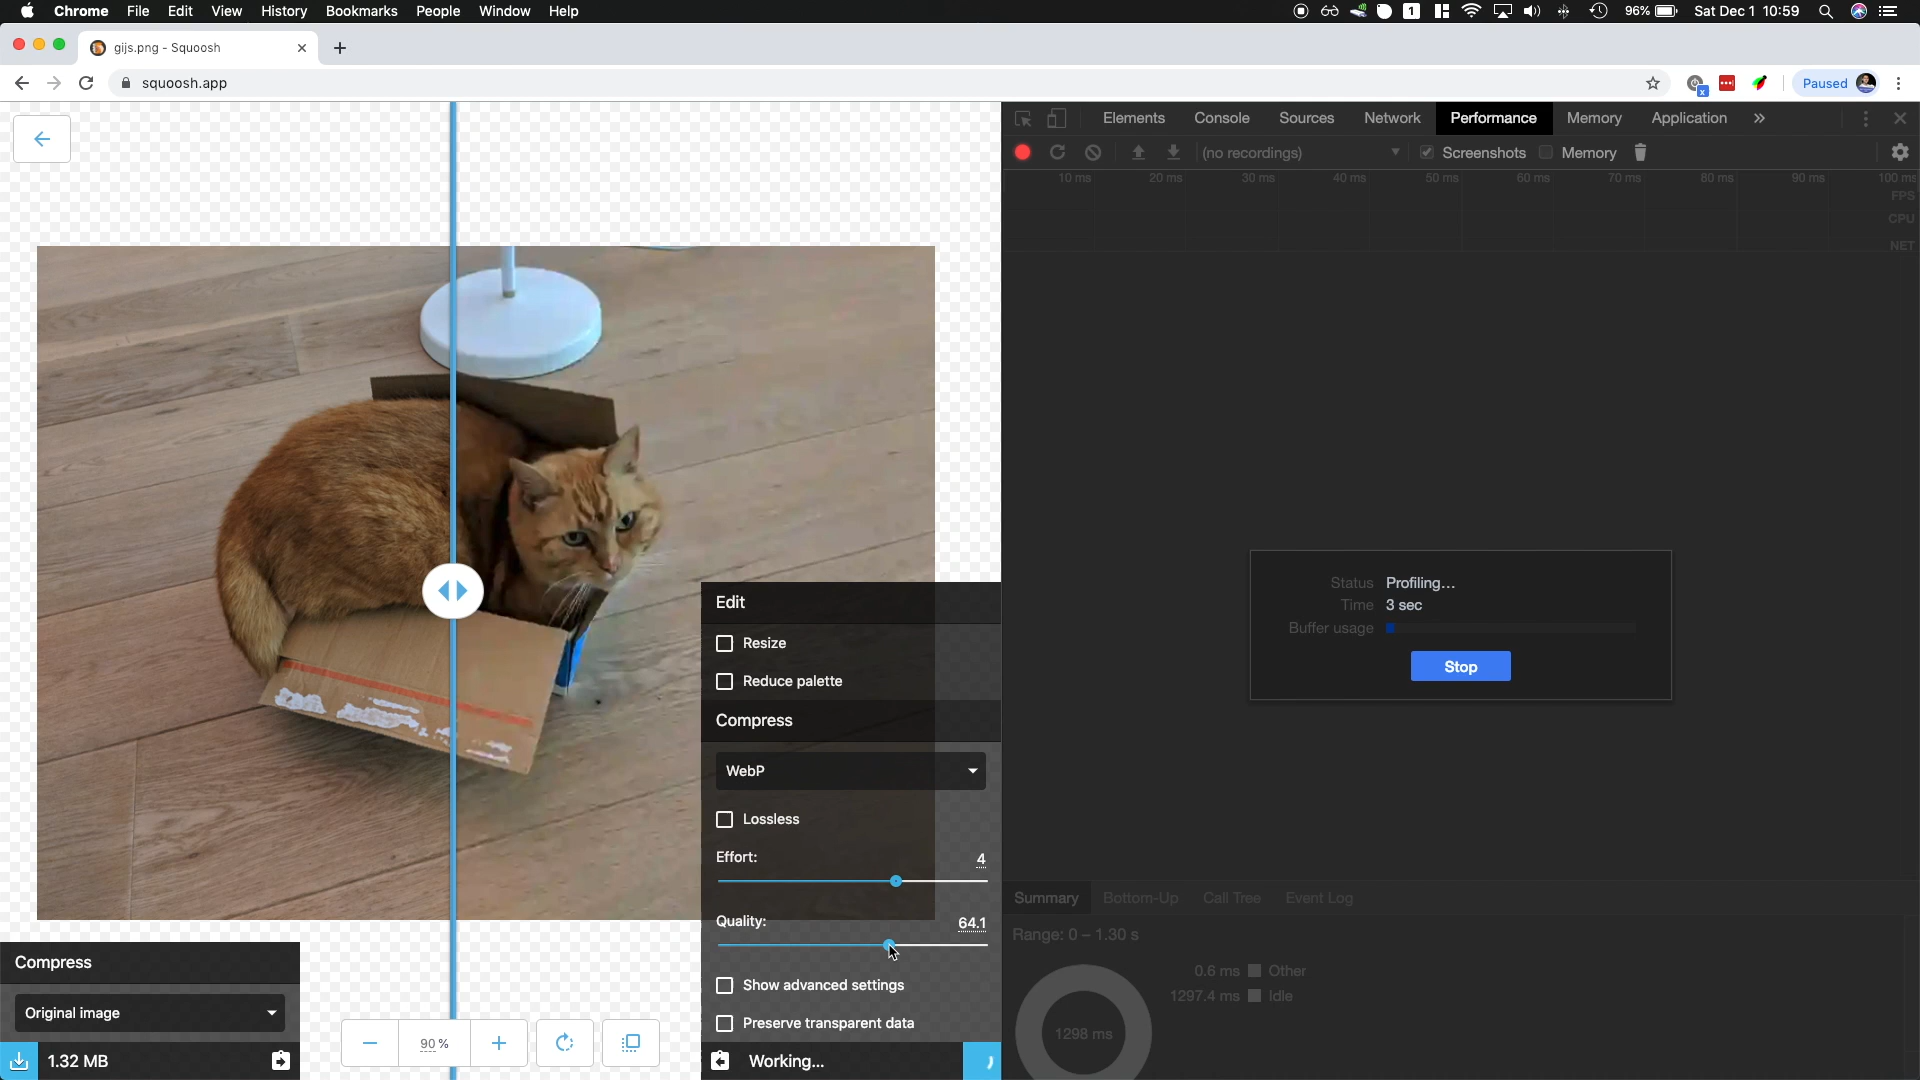 Chrome File Edit View History Bookmarks People Window Help 1 96% Sat Dec 1 10:59
gijs.png - Squoosh
squoosh.app Paused
Elements Console Sources Network Performance Memory Application
(no recordings) Screenshots Memory
10 ms 20 ms 30 ms 40 ms 50 ms 60 ms 70 ms 80 ms 90 ms 100 ms
FPS
CPU
NET
Status Profiling…
Time 3 sec
Buffer usage
Stop
Edit
Resize
Reduce palette
Compress
WebP
Lossless
Effort: 4
Quality: 64.1
Show advanced settings
Preserve transparent data
Working...
Compress
Original image
1.32 MB
90 %
Summary Bottom-Up Call Tree Event Log
Range: 0 – 1.30 s
0.6 ms Other
1297.4 ms Idle
1298 ms